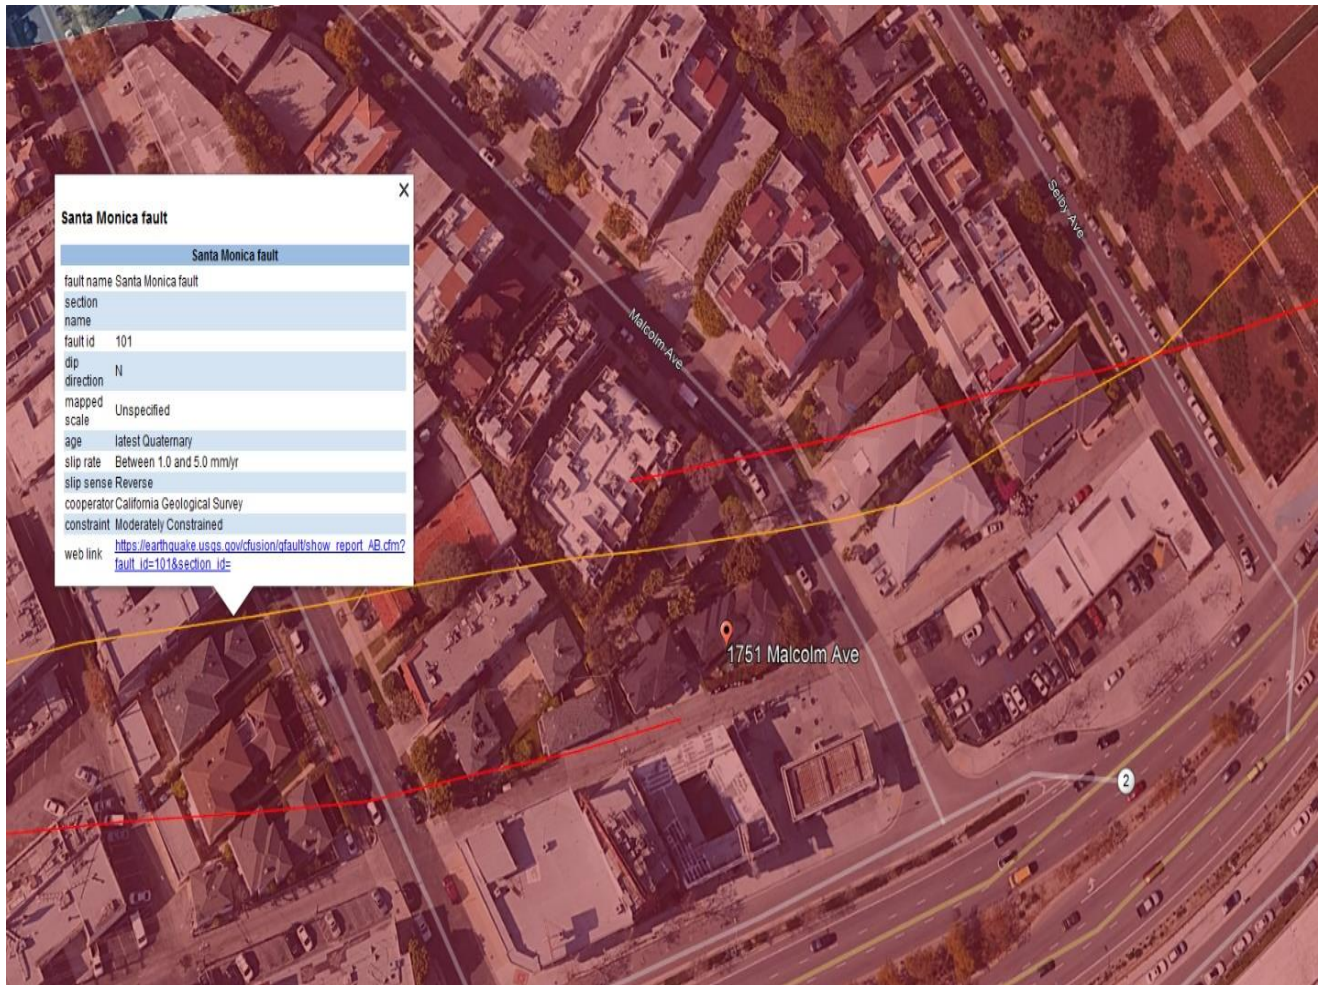 X
Santa Monica fault
Santa Monica fault
fault name Santa Monica fault
section
name
fault id 101
dip
direction N
mapped
scale Unspecified
age latest Quaternary
slip rate Between 1.0 and 5.0 mm/yr
slip sense Reverse
cooperator California Geological Survey
constraint Moderately Constrained
web link https://earthquake.usgs.gov/cfusion/qfault/show_report_AB.cfm?
fault_id=101&section_id=
Selby Ave
Malcolm Ave
1751 Malcolm Ave
2